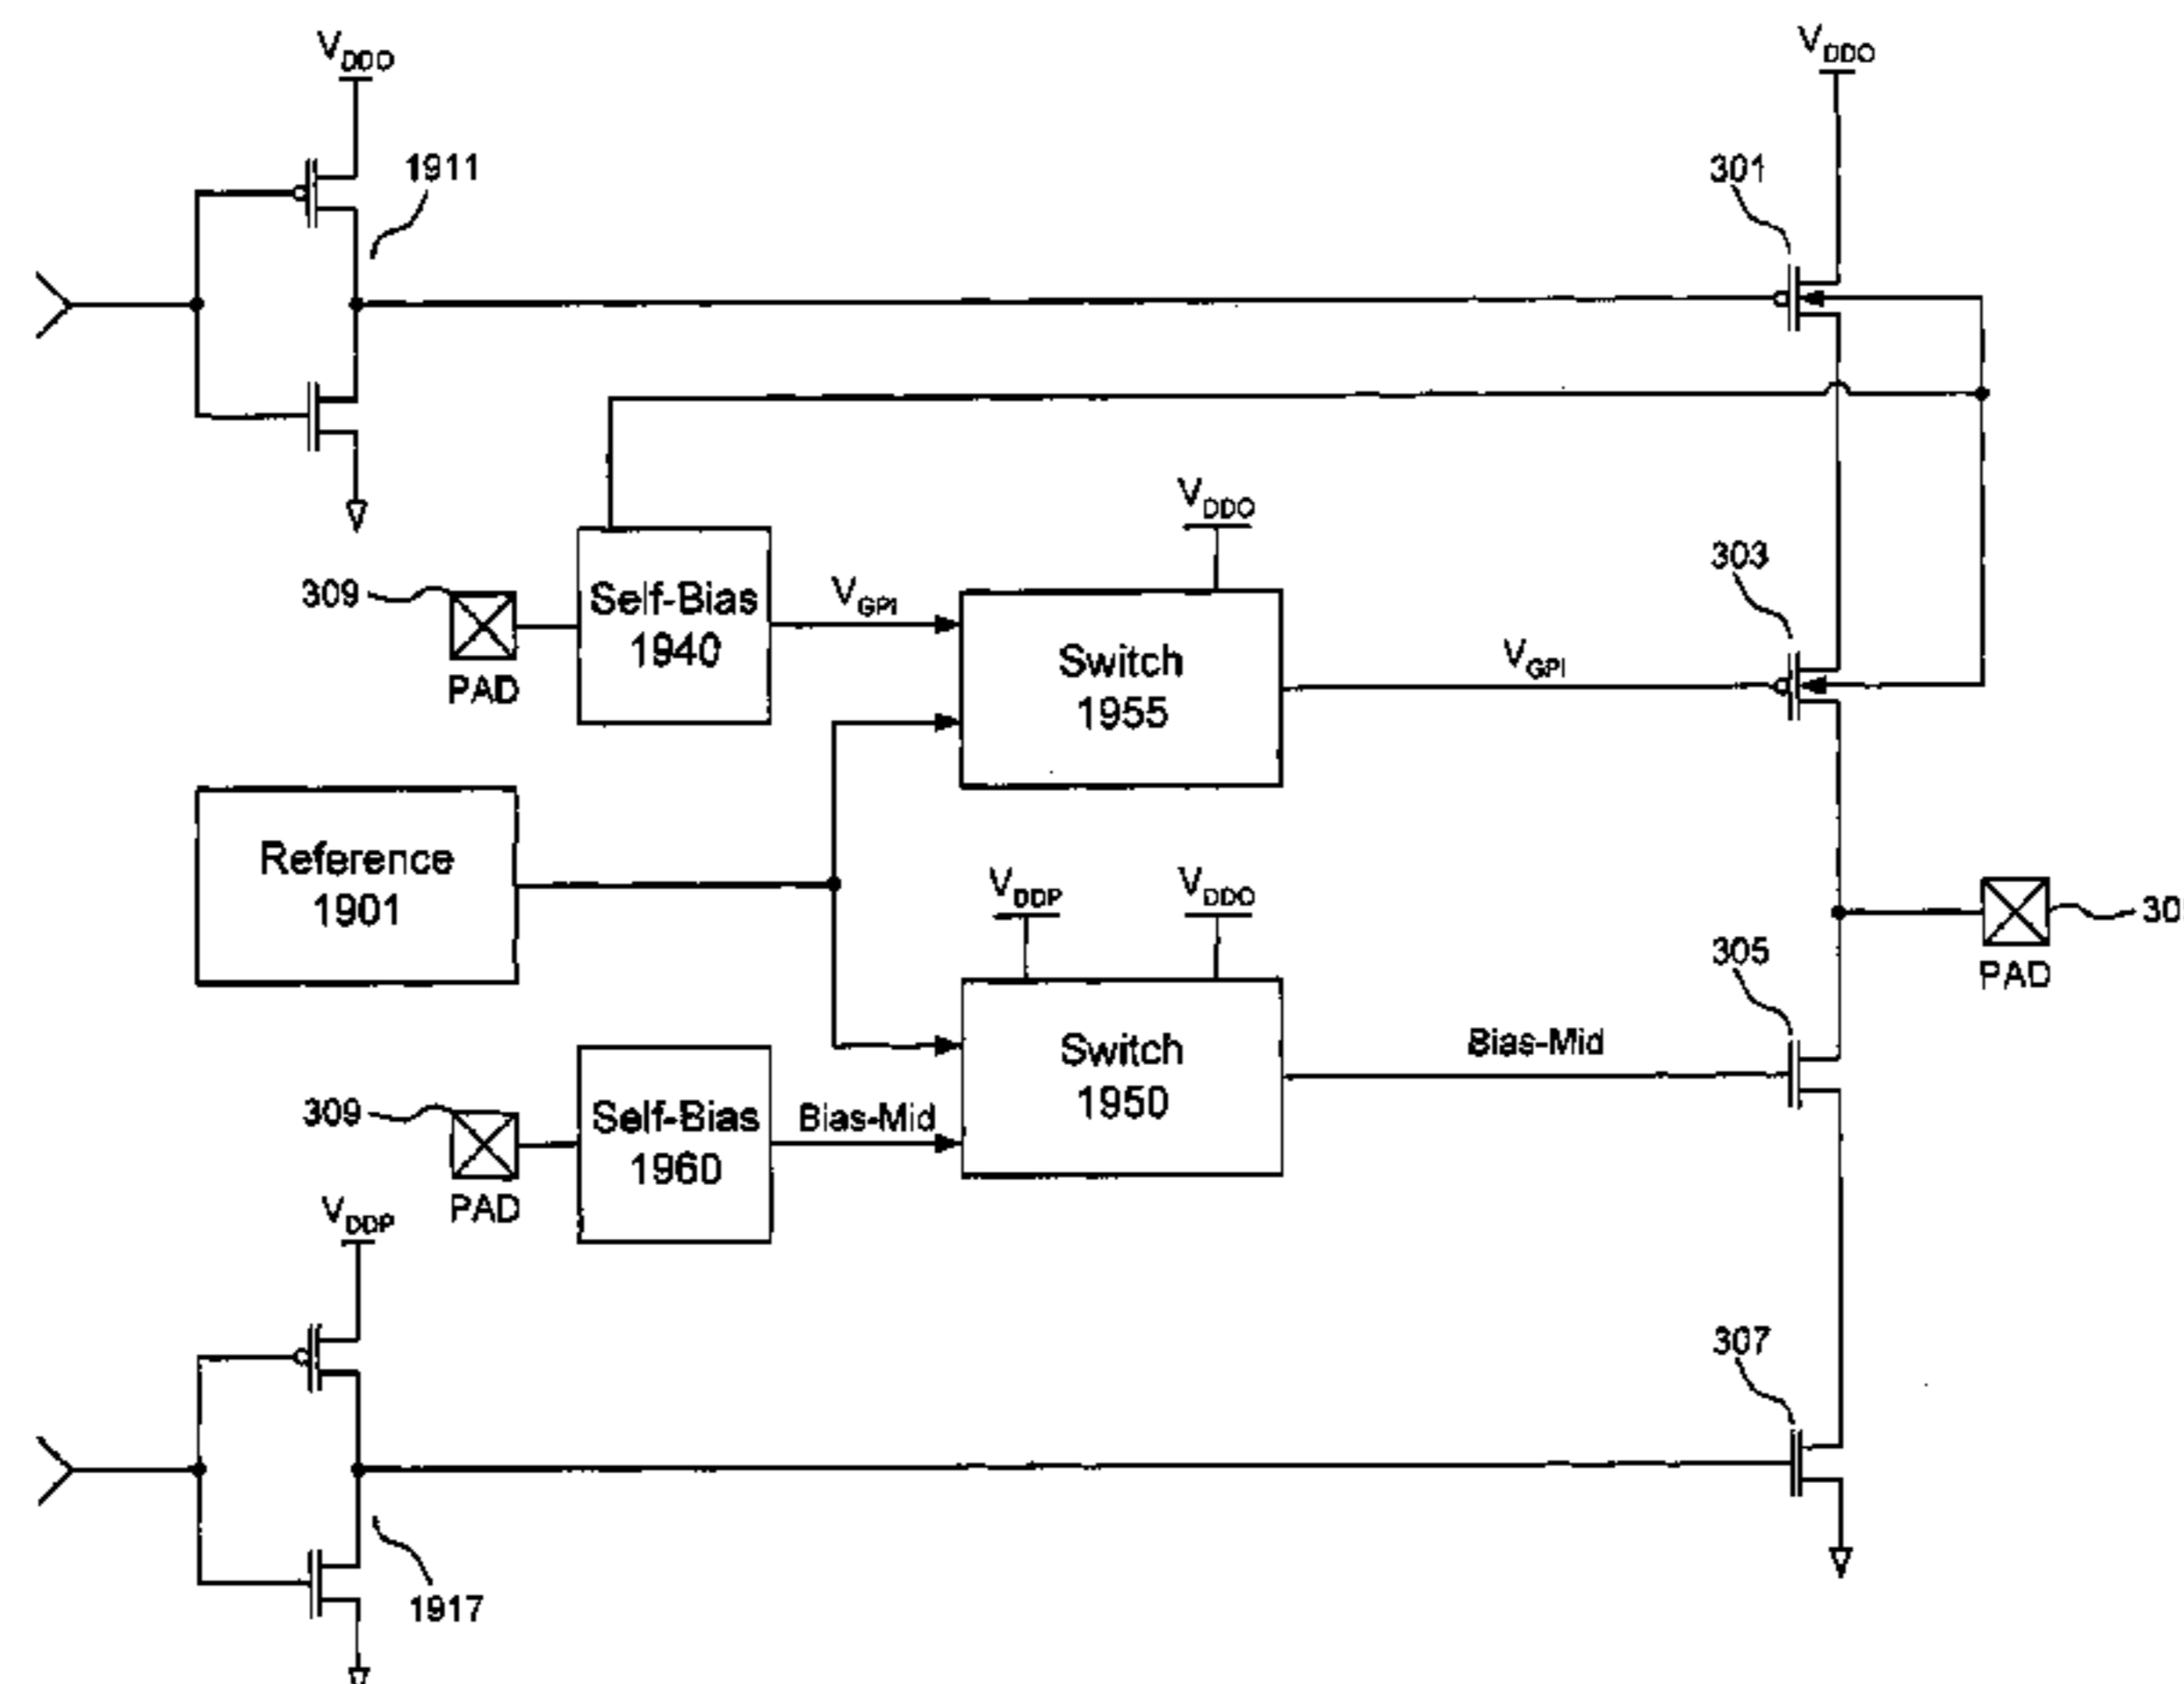 VDDO
VDDO
1911
301
309
PAD
Self-Bias
1940
VGPI
VDDO
Switch
1955
303
VGPI
Reference
1901
VDDP
VDDO
Switch
1950
305
Bias-Mid
30
PAD
309
PAD
Self-Bias
1960
Bias-Mid
VDDP
307
1917